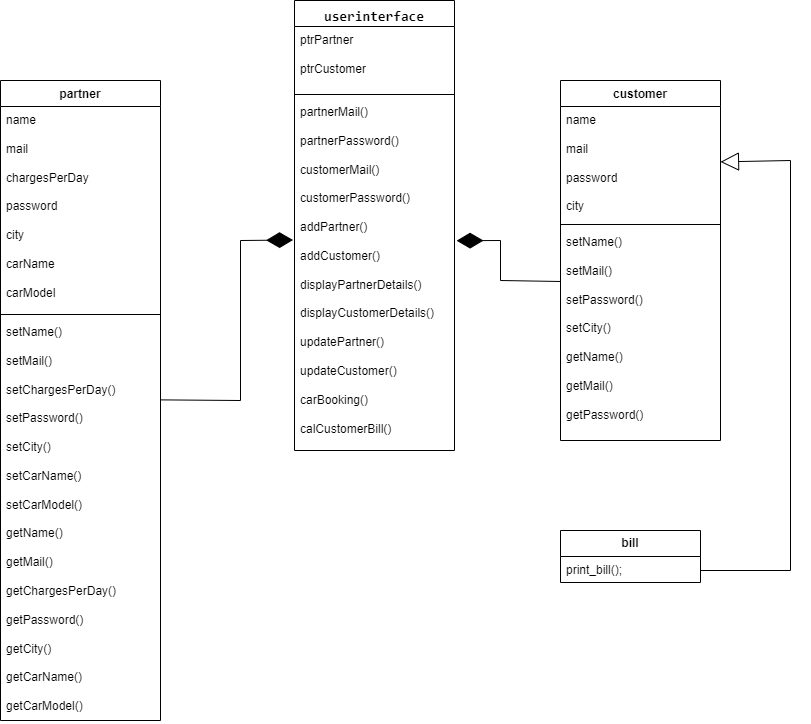 userinterface
ptrPartner
ptrCustomer
partnerMail()
partnerPassword()
customerMail()
customerPassword()
addPartner()
addCustomer()
displayPartnerDetails()
displayCustomerDetails()
updatePartner()
updateCustomer()
carBooking()
calCustomerBill()
partner
name
mail
chargesPerDay
password
city
carName
carModel
setName()
setMail()
setChargesPerDay()
setPassword()
setCity()
setCarName()
setCarModel()
getName()
getMail()
getChargesPerDay()
getPassword()
getCity()
getCarName()
getCarModel()
customer
name
mail
password
city
setName()
setMail()
setPassword()
setCity()
getName()
getMail()
getPassword()
bill
print_bill();